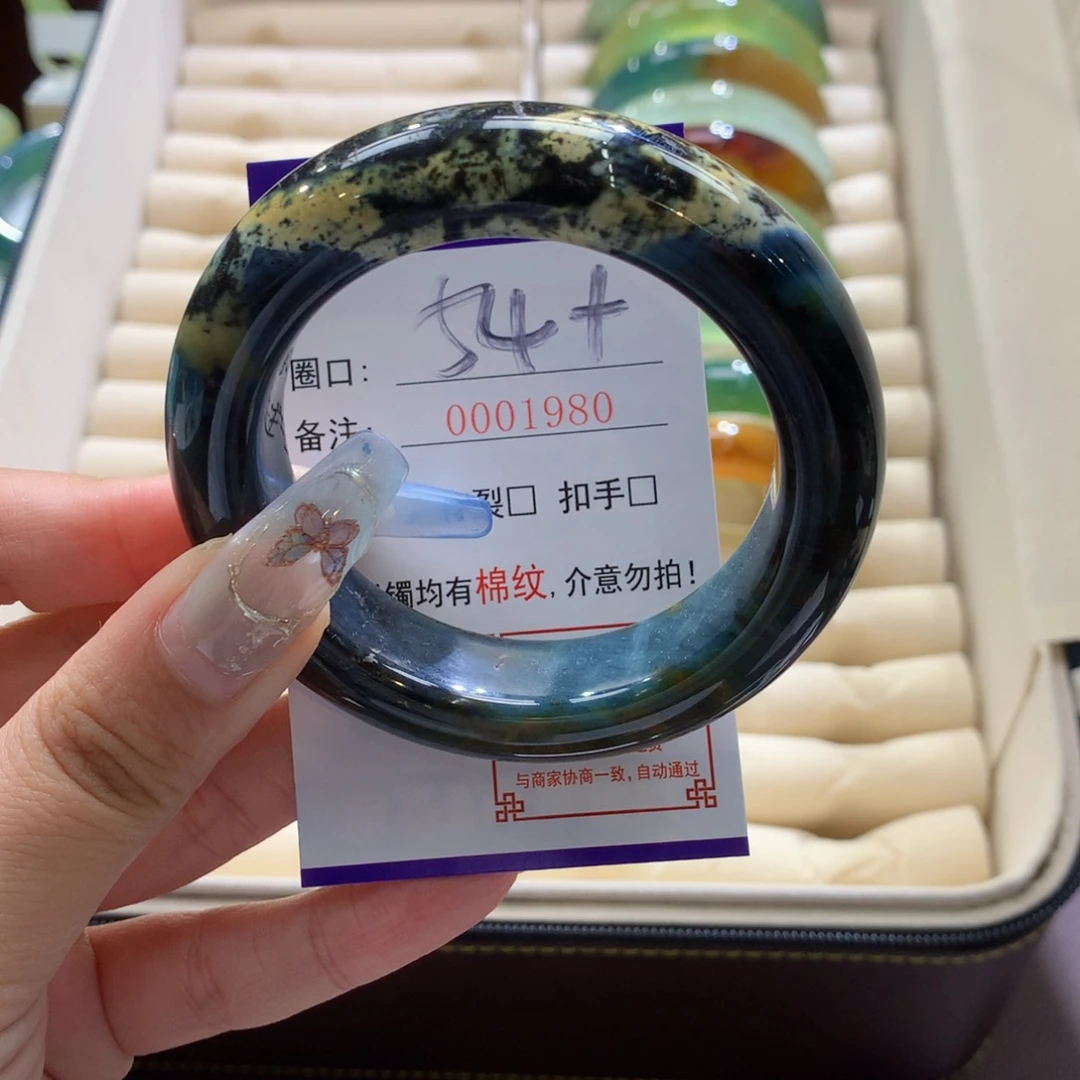 圈口: 54+
备注: 0001980
裂□ 扣手□
镯均有棉纹,介意勿拍!
与商家协商一致,自动通过